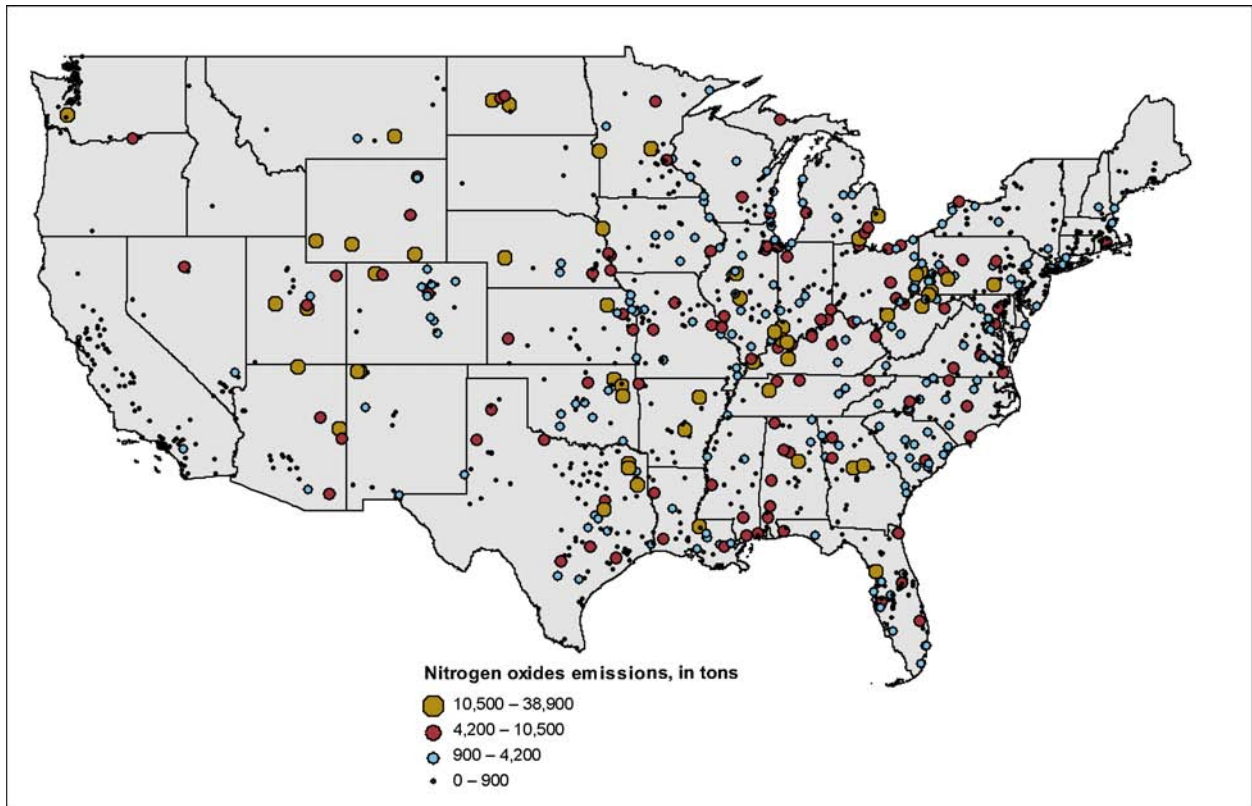 Nitrogen oxides emissions, in tons
10,500 – 38,900
4,200 – 10,500
900 – 4,200
0 – 900